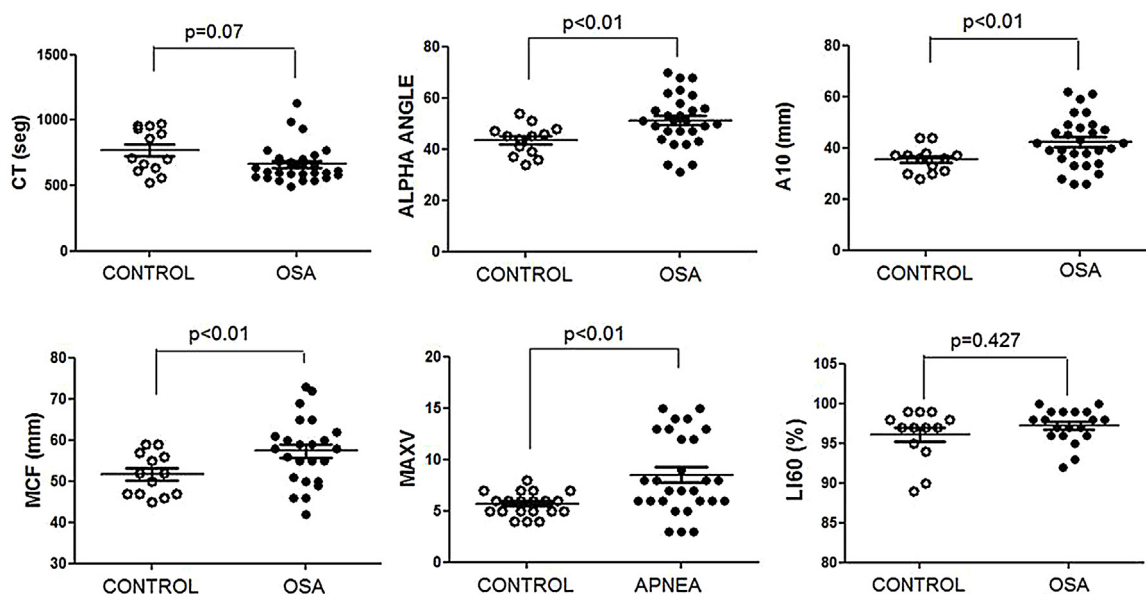 p=0.07
1500
1000
500
0
CT (seg)
CONTROL OSA
p<0.01
80
60
40
20
0
ALPHA ANGLE
CONTROL OSA
p<0.01
80
60
40
20
0
A10 (mm)
CONTROL OSA
p<0.01
80
70
60
50
40
30
MCF (mm)
CONTROL OSA
p<0.01
20
15
10
5
0
MAXV
CONTROL APNEA
p=0.427
105
100
95
90
85
80
LI60 (%)
CONTROL OSA